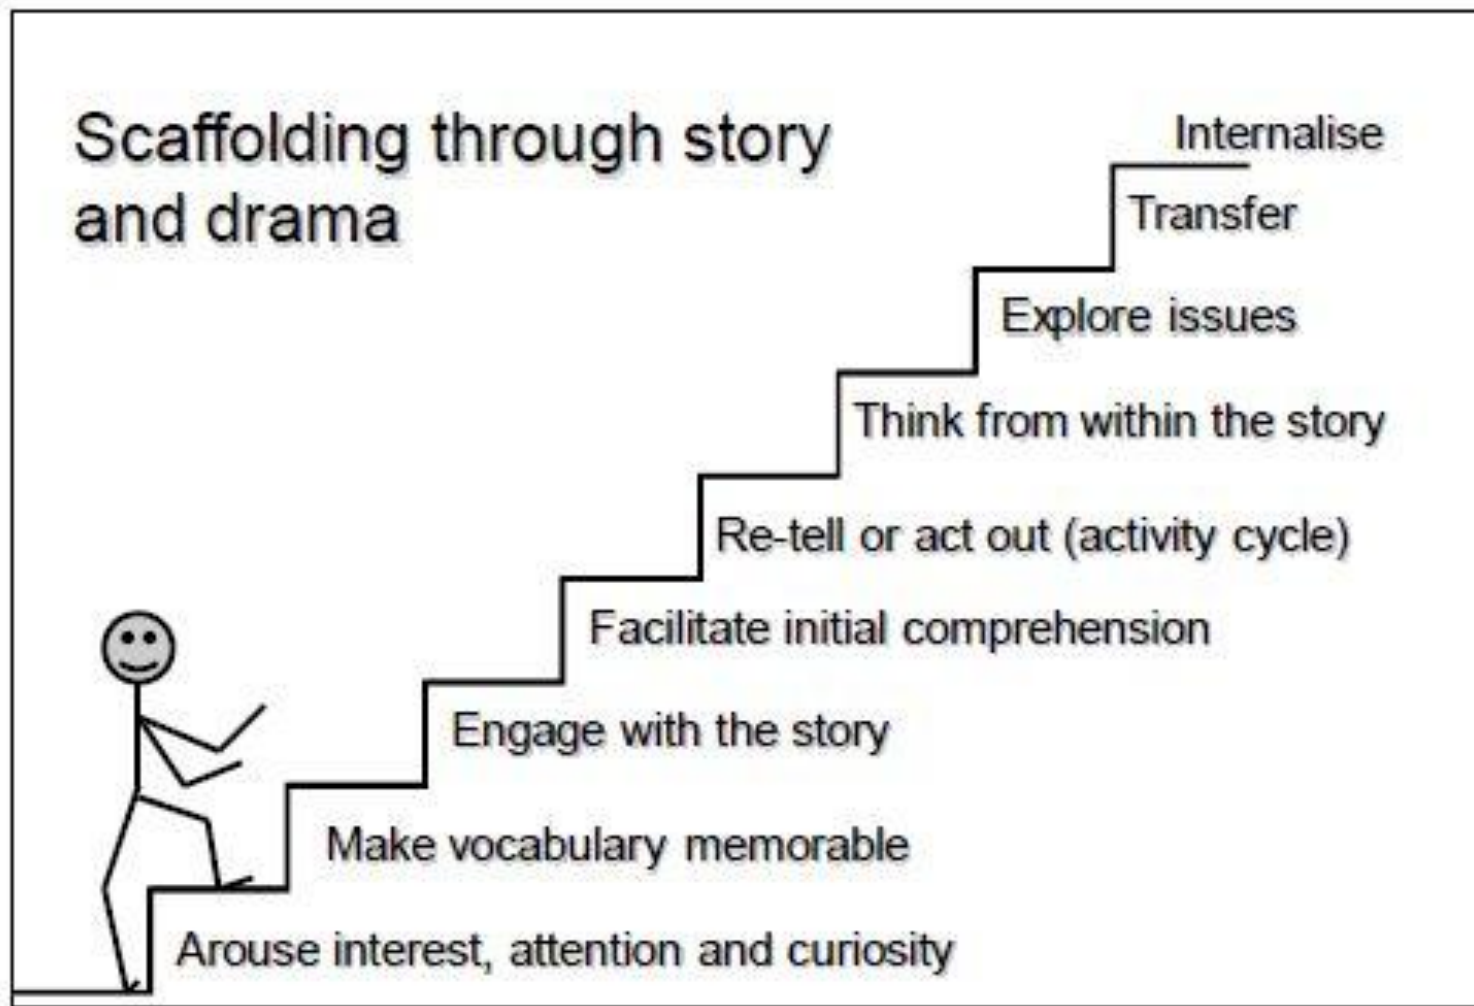 Scaffolding through story
and drama
Internalise
Transfer
Explore issues
Think from within the story
Re-tell or act out (activity cycle)
Facilitate initial comprehension
Engage with the story
Make vocabulary memorable
Arouse interest, attention and curiosity